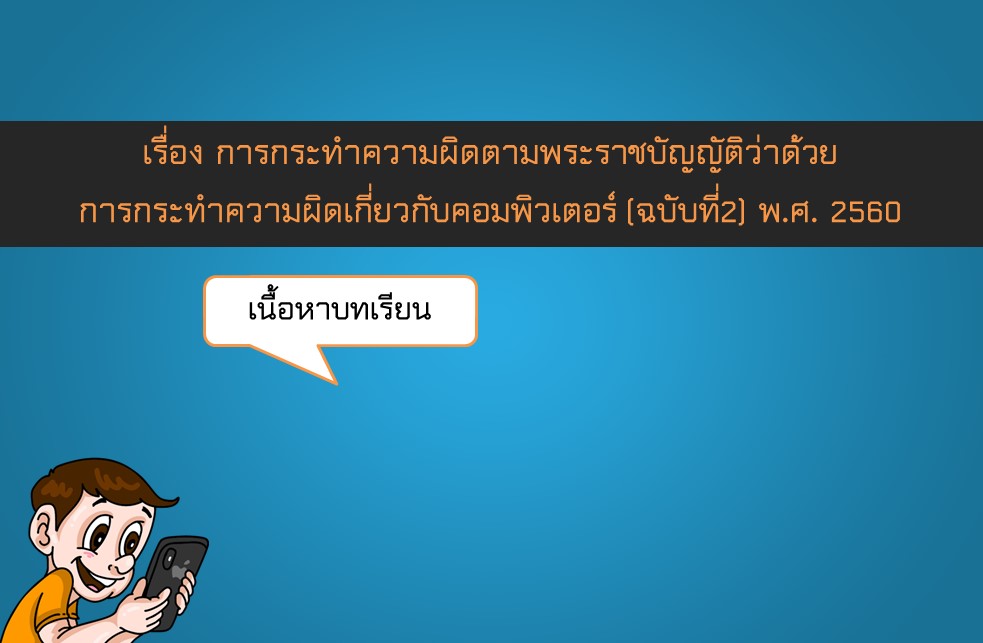 เรื่อง การกระทำความผิดตามพระราชบัญญัติว่าด้วย
การกระทำความผิดเกี่ยวกับคอมพิวเตอร์ (ฉบับที่2) พ.ศ. 2560
เนื้อหาบทเรียน